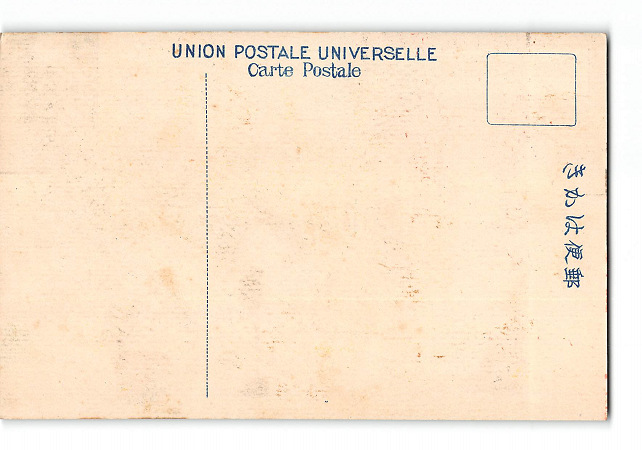 UNION POSTALE UNIVERSELLE
Carte Postale
きかは便郵